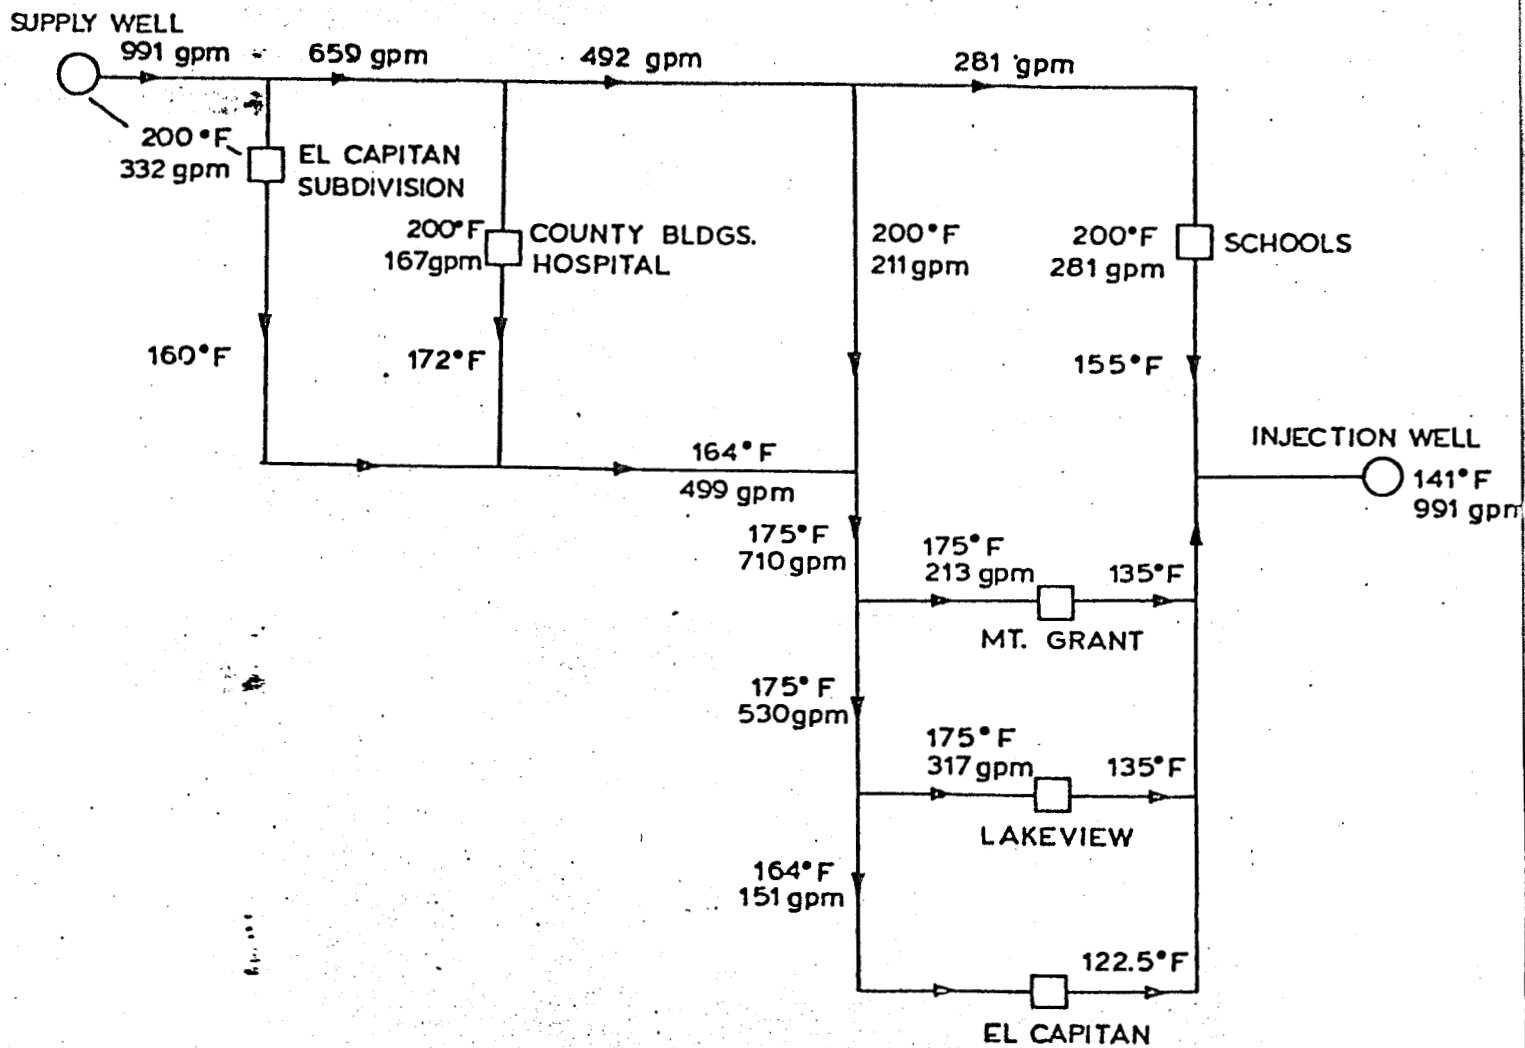 SUPPLY WELL
991 gpm
659 gpm
492 gpm
281 gpm
200°F
332 gpm
EL CAPITAN
SUBDIVISION
200°F
167gpm
COUNTY BLDGS.
HOSPITAL
200°F
211 gpm
200°F
281 gpm
SCHOOLS
160°F
172°F
155°F
164°F
499 gpm
INJECTION WELL
141°F
991 gpm
175°F
710 gpm
175°F
213 gpm
135°F
MT. GRANT
175°F
530gpm
175°F
317 gpm
135°F
LAKEVIEW
164°F
151 gpm
122.5°F
EL CAPITAN